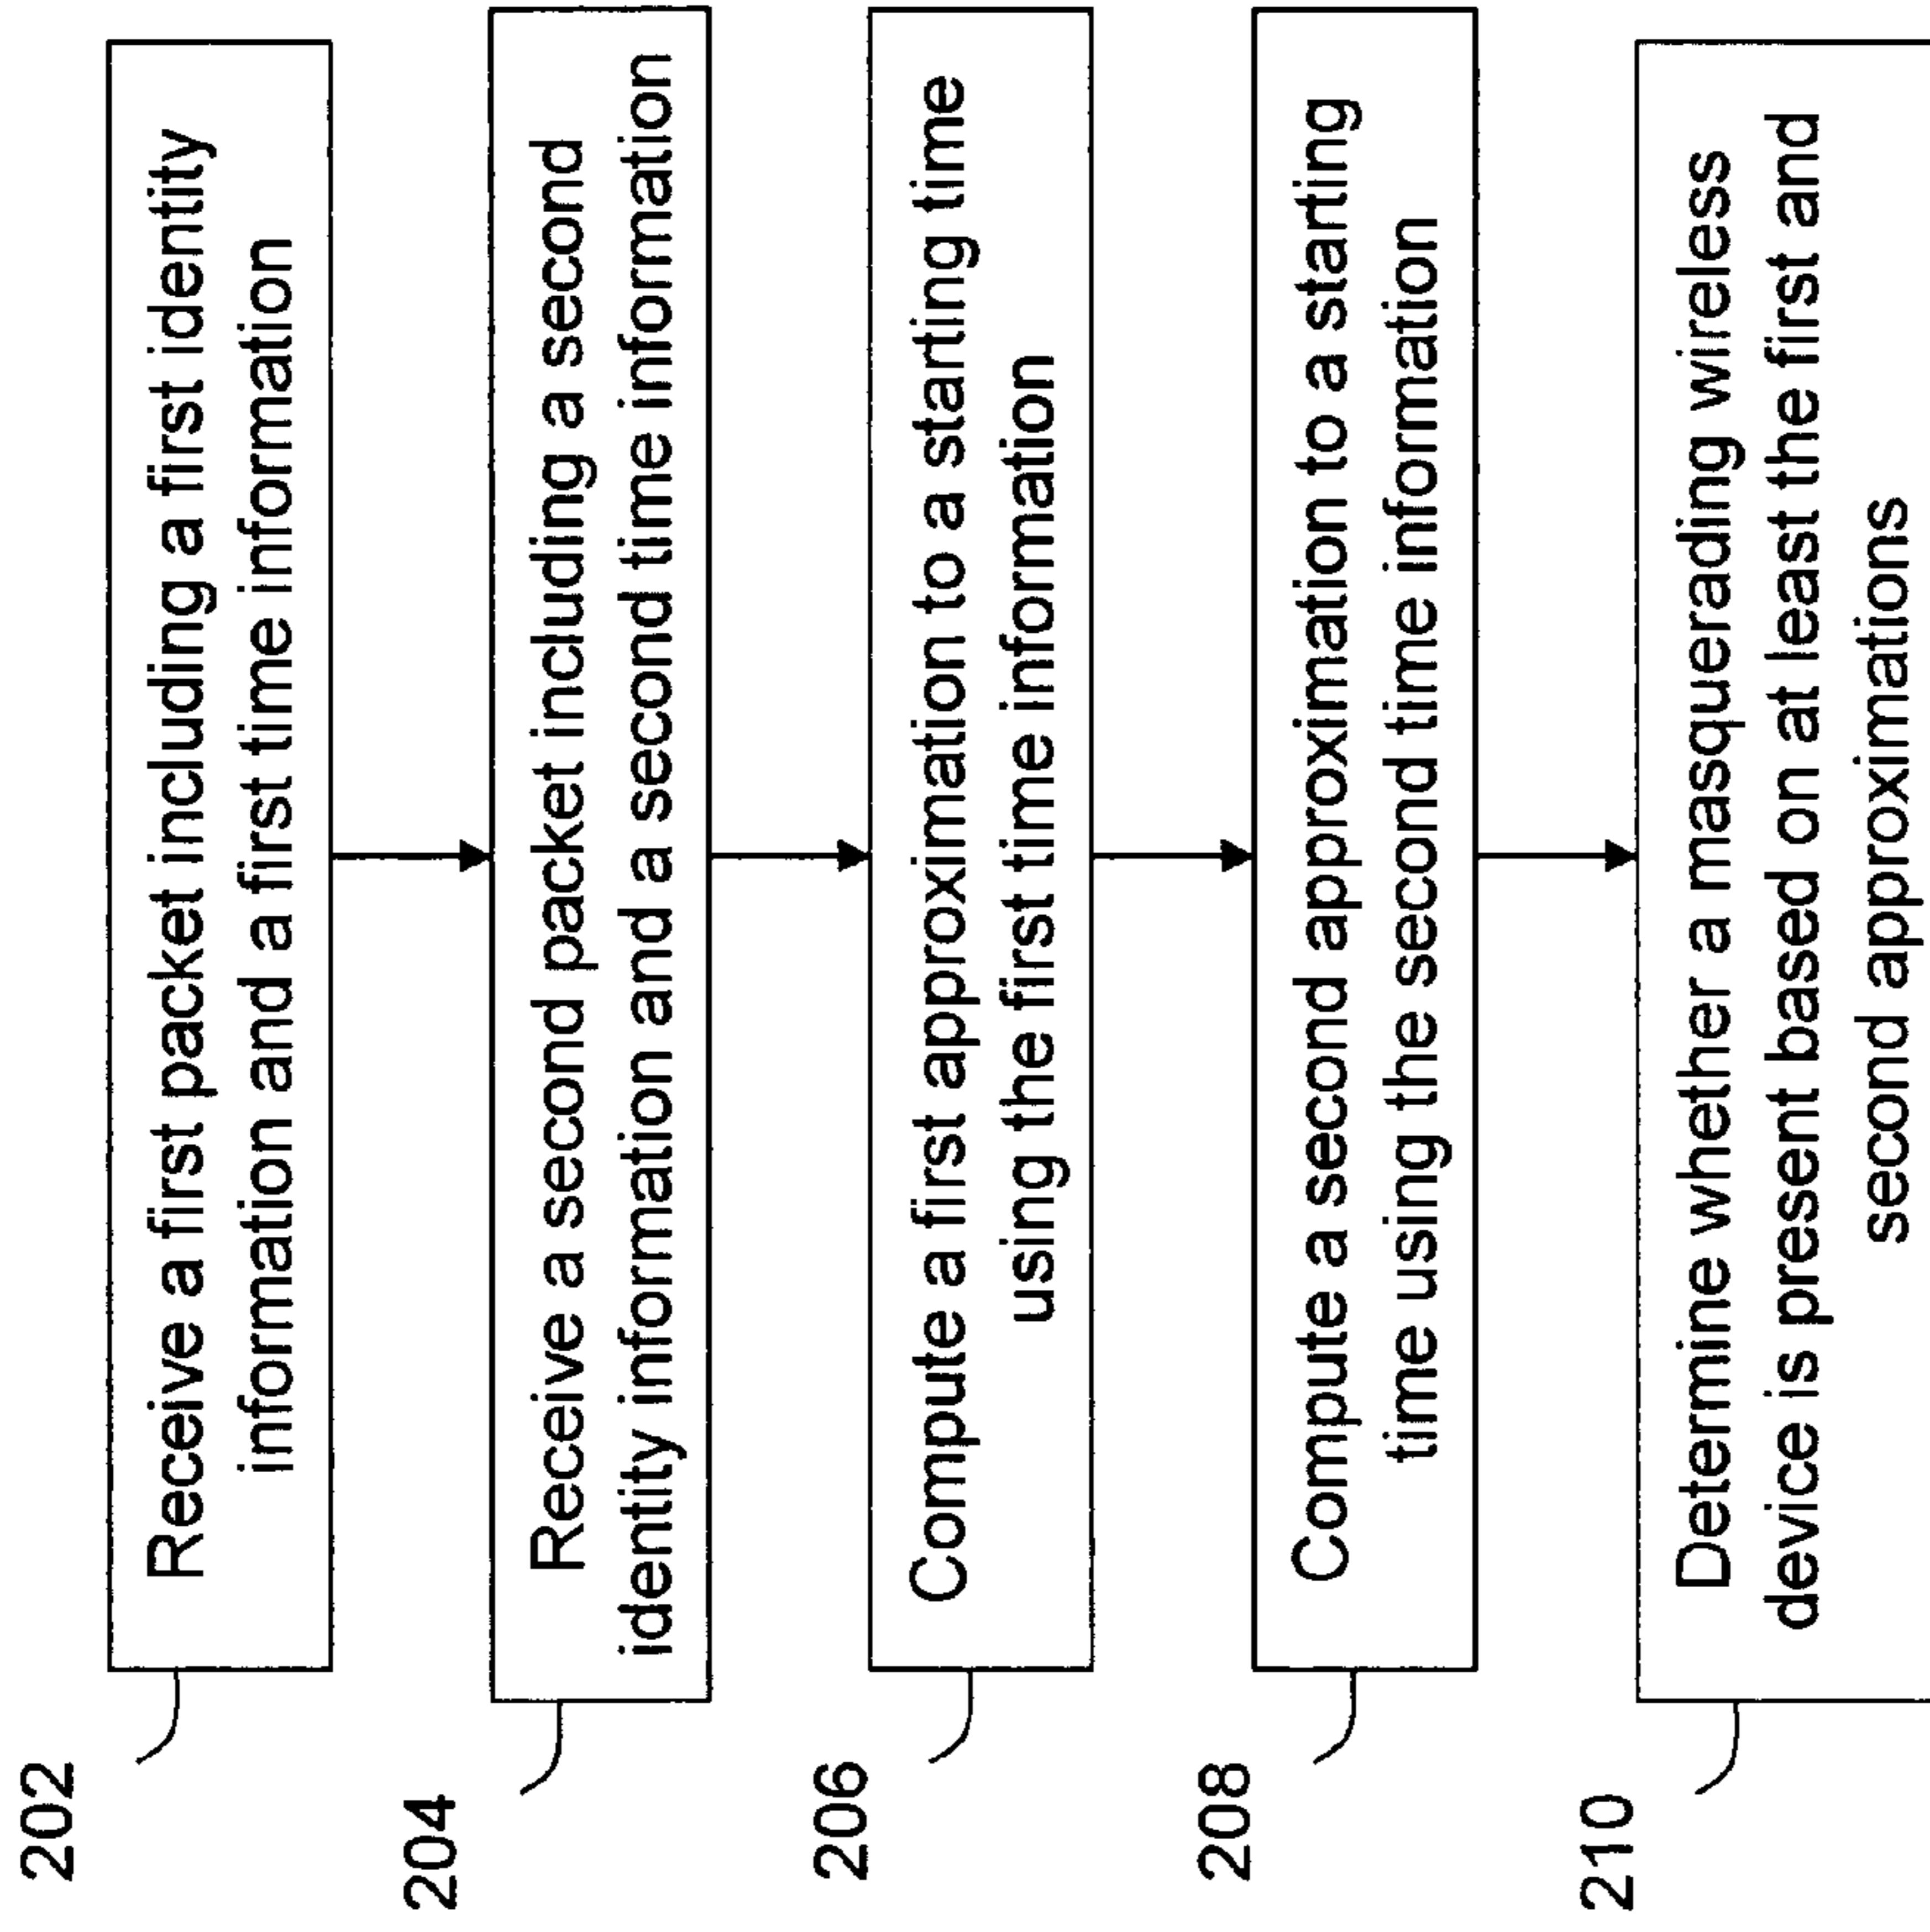 202
Receive a first packet including a first identity
information and a first time information
204
Receive a second packet including a second
identity information and a second time information
206
Compute a first approximation to a starting time
using the first time information
208
Compute a second approximation to a starting
time using the second time information
210
Determine whether a masquerading wireless
device is present based on at least the first and
second approximations